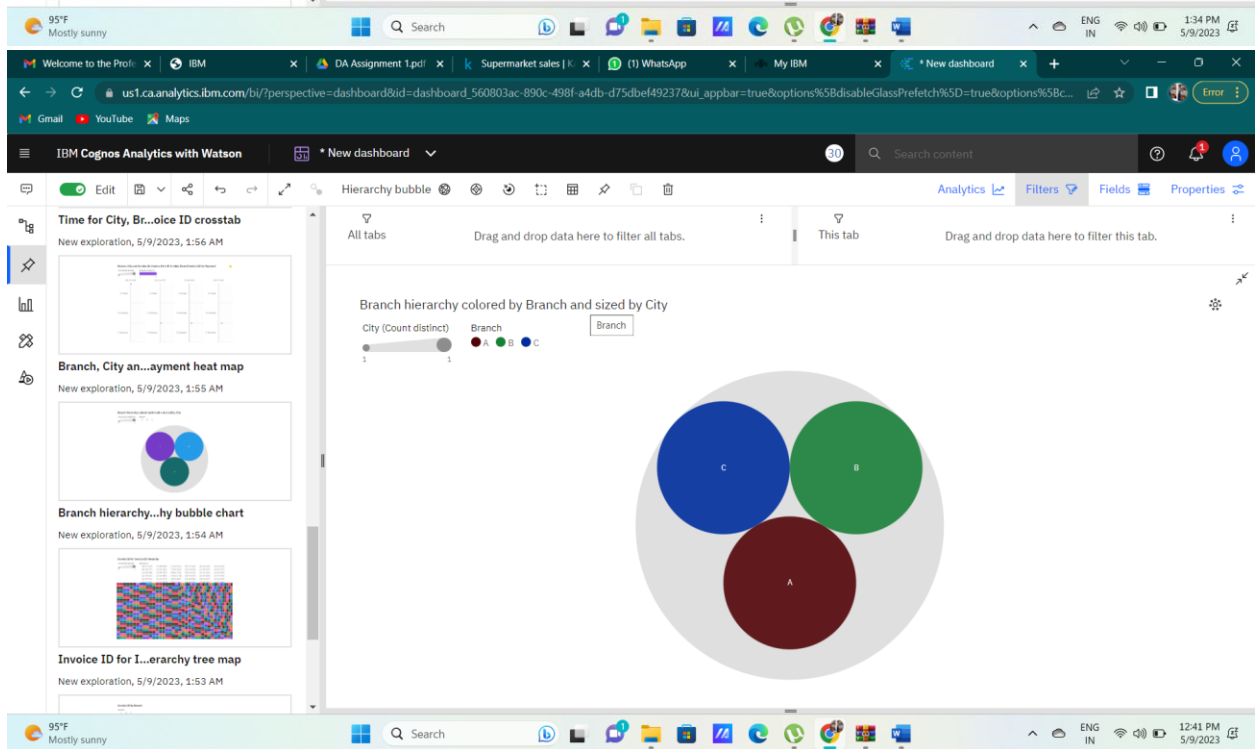 95°F
Mostly sunny
Search
ENG
IN
1:34 PM
5/9/2023
Welcome to the Profe
IBM
DA Assignment 1.pdf
Supermarket sales | K
(1) WhatsApp
My IBM
* New dashboard
us1.ca.analytics.ibm.com/bi/?perspective=dashboard&id=dashboard_560803ac-890c-498f-a4db-d75dbef49237&ui_appbar=true&options%5BdisableGlassPrefetch%5D=true&options%5Bc...
Error
Gmail
YouTube
Maps
IBM Cognos Analytics with Watson
* New dashboard
30
Search content
1
Edit
Hierarchy bubble
Analytics
Filters
Fields
Properties
Time for City, Br...oice ID crosstab
New exploration, 5/9/2023, 1:56 AM
Branch, City an...ayment heat map
New exploration, 5/9/2023, 1:55 AM
Branch hierarchy...hy bubble chart
New exploration, 5/9/2023, 1:54 AM
Invoice ID for I...erarchy tree map
New exploration, 5/9/2023, 1:53 AM
All tabs
Drag and drop data here to filter all tabs.
This tab
Drag and drop data here to filter this tab.
Branch hierarchy colored by Branch and sized by City
City (Count distinct)
1
1
Branch
A
B
C
Branch
C
B
A
95°F
Mostly sunny
Search
ENG
IN
12:41 PM
5/9/2023